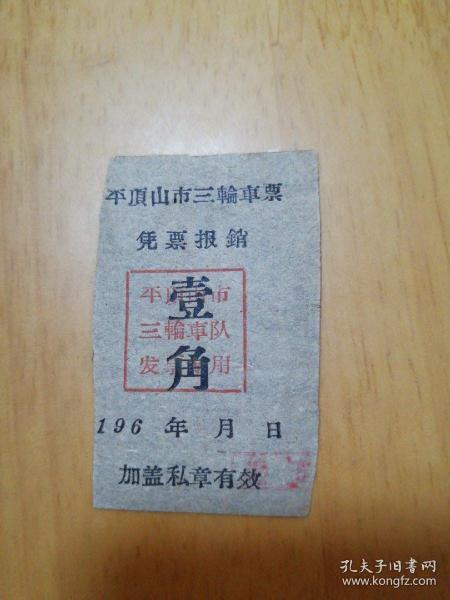 平頂山市三輪車票
凭票报銷
壹角
平頂山市
三輪車队
发票专用
196 年 月 日
加盖私章有效
孔夫子旧书网
www.kongfz.com